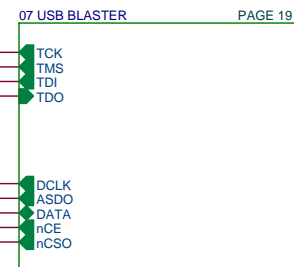 07 USB BLASTER PAGE 19
TCK
TMS
TDI
TDO
DCLK
ASDO
DATA
nCE
nCSO